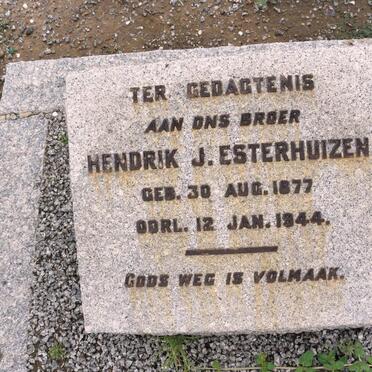 TER GEDAGTENIS
AAN ONS BROER
HENDRIK J. ESTERHUIZEN
GEB. 30 AUG. 1877
OORL. 12 JAN. 1944.
GODS WEG IS VOLMAAK.